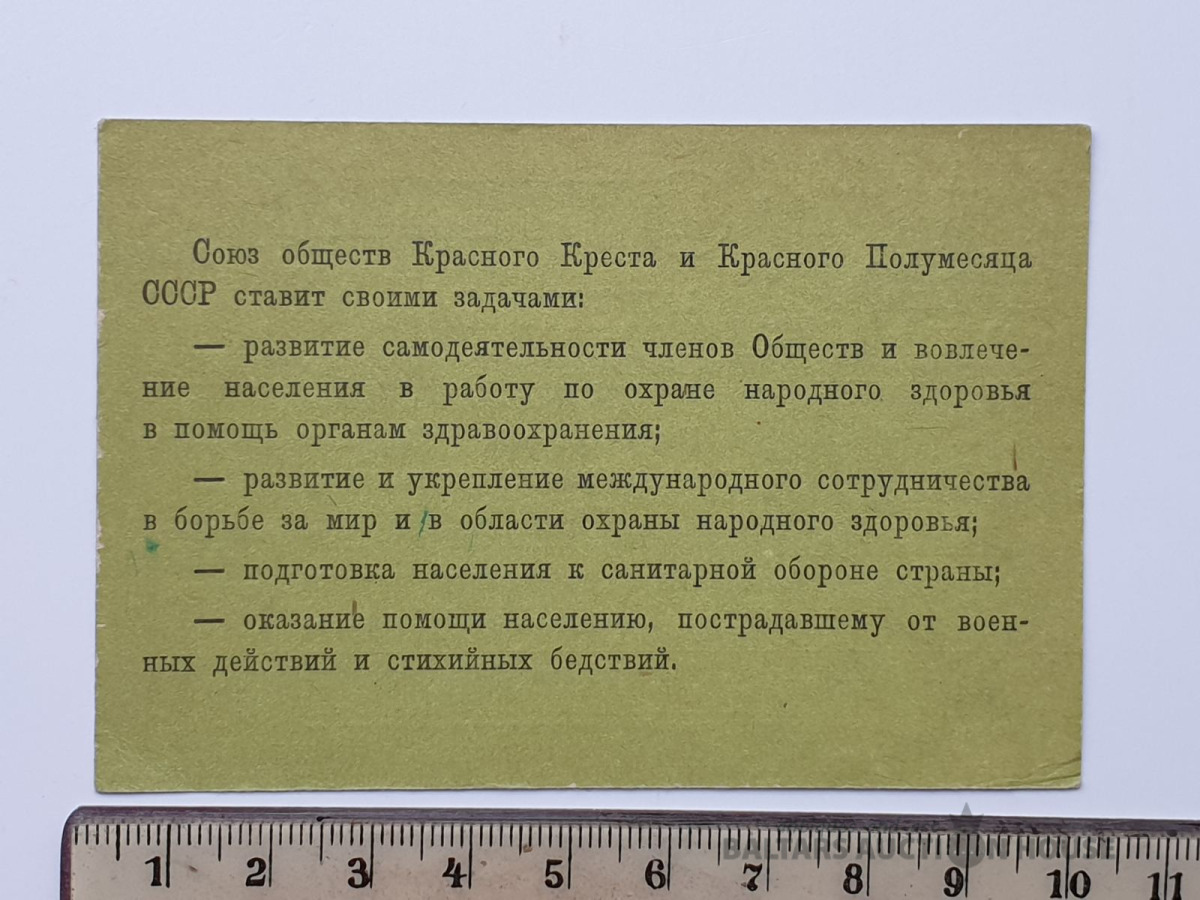 Союз обществ Красного Креста и Красного Полумесяца
СССР ставит своими задачами:
— развитие самодеятельности членов Обществ и вовлече-
ние населения в работу по охране народного здоровья
в помощь органам здравоохранения;
— развитие и укрепление международного сотрудничества
в борьбе за мир и в области охраны народного здоровья;
— подготовка населения к санитарной обороне страны;
— оказание помощи населению, пострадавшему от воен-
ных действий и стихийных бедствий.
BALTARS AUCTION HOUSE
1 2 3 4 5 6 7 8 9 10 11